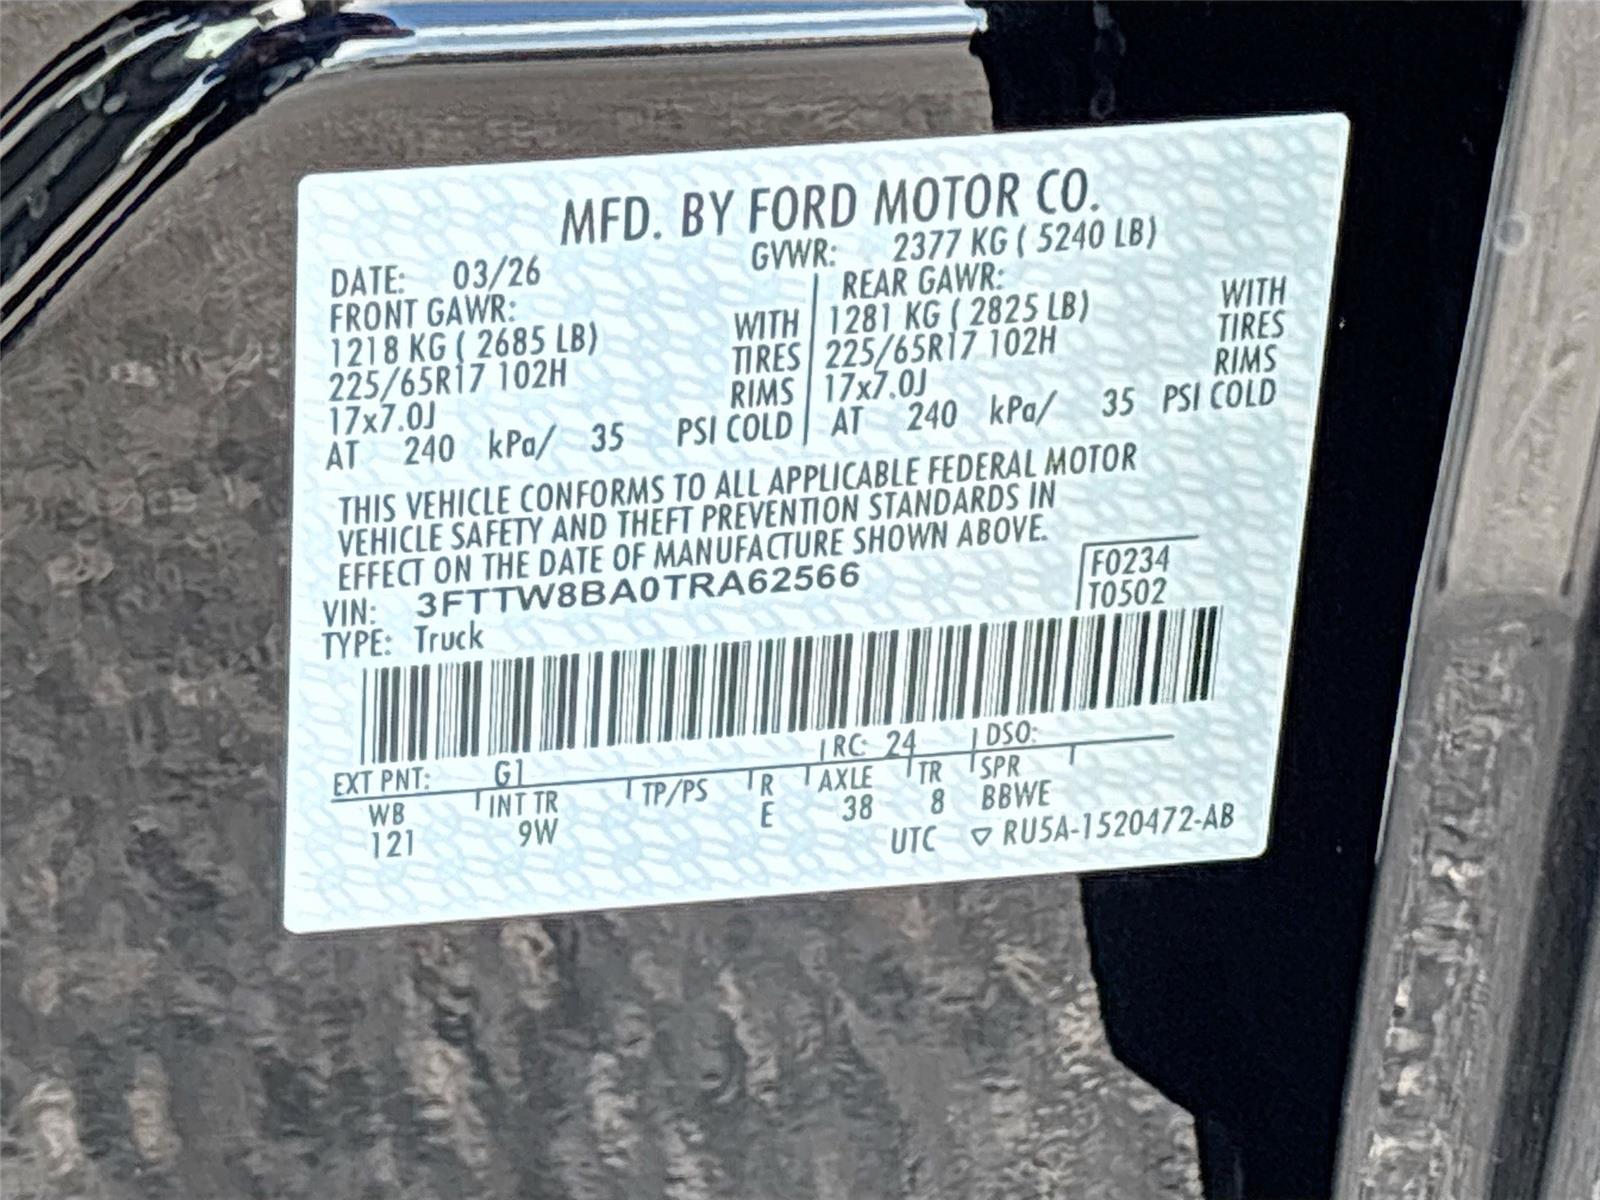 MFD. BY FORD MOTOR CO.
DATE: 03/26 GVWR: 2377 KG ( 5240 LB)
FRONT GAWR: REAR GAWR:
1218 KG ( 2685 LB) WITH 1281 KG ( 2825 LB) WITH
225/65R17 102H TIRES 225/65R17 102H TIRES
17x7.0J RIMS 17x7.0J RIMS
AT 240 kPa/ 35 PSI COLD AT 240 kPa/ 35 PSI COLD
THIS VEHICLE CONFORMS TO ALL APPLICABLE FEDERAL MOTOR
VEHICLE SAFETY AND THEFT PREVENTION STANDARDS IN
EFFECT ON THE DATE OF MANUFACTURE SHOWN ABOVE.
VIN: 3FTTW8BA0TRA62566 F0234
TYPE: Truck T0502
EXT PNT: G1 RC: 24 DSO:
WB INT TR TP/PS R AXLE TR SPR
121 9W E 38 8 BBWE
UTC ▽ RU5A-1520472-AB